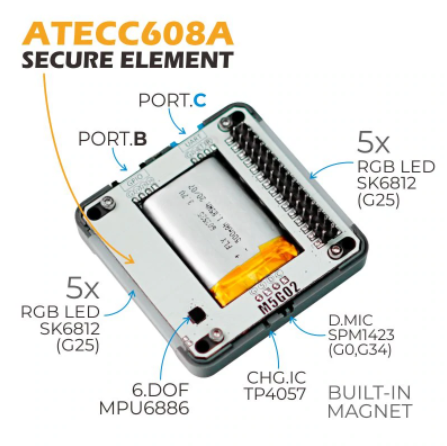 ATECC608A
SECURE ELEMENT
PORT.C
PORT.B
5x
RGB LED
SK6812
(G25)
5x
RGB LED
SK6812
(G25)
M5GO2
D.MIC
SPM1423
(G0,G34)
6.DOF
MPU6886
CHG.IC
TP4057
BUILT-IN
MAGNET